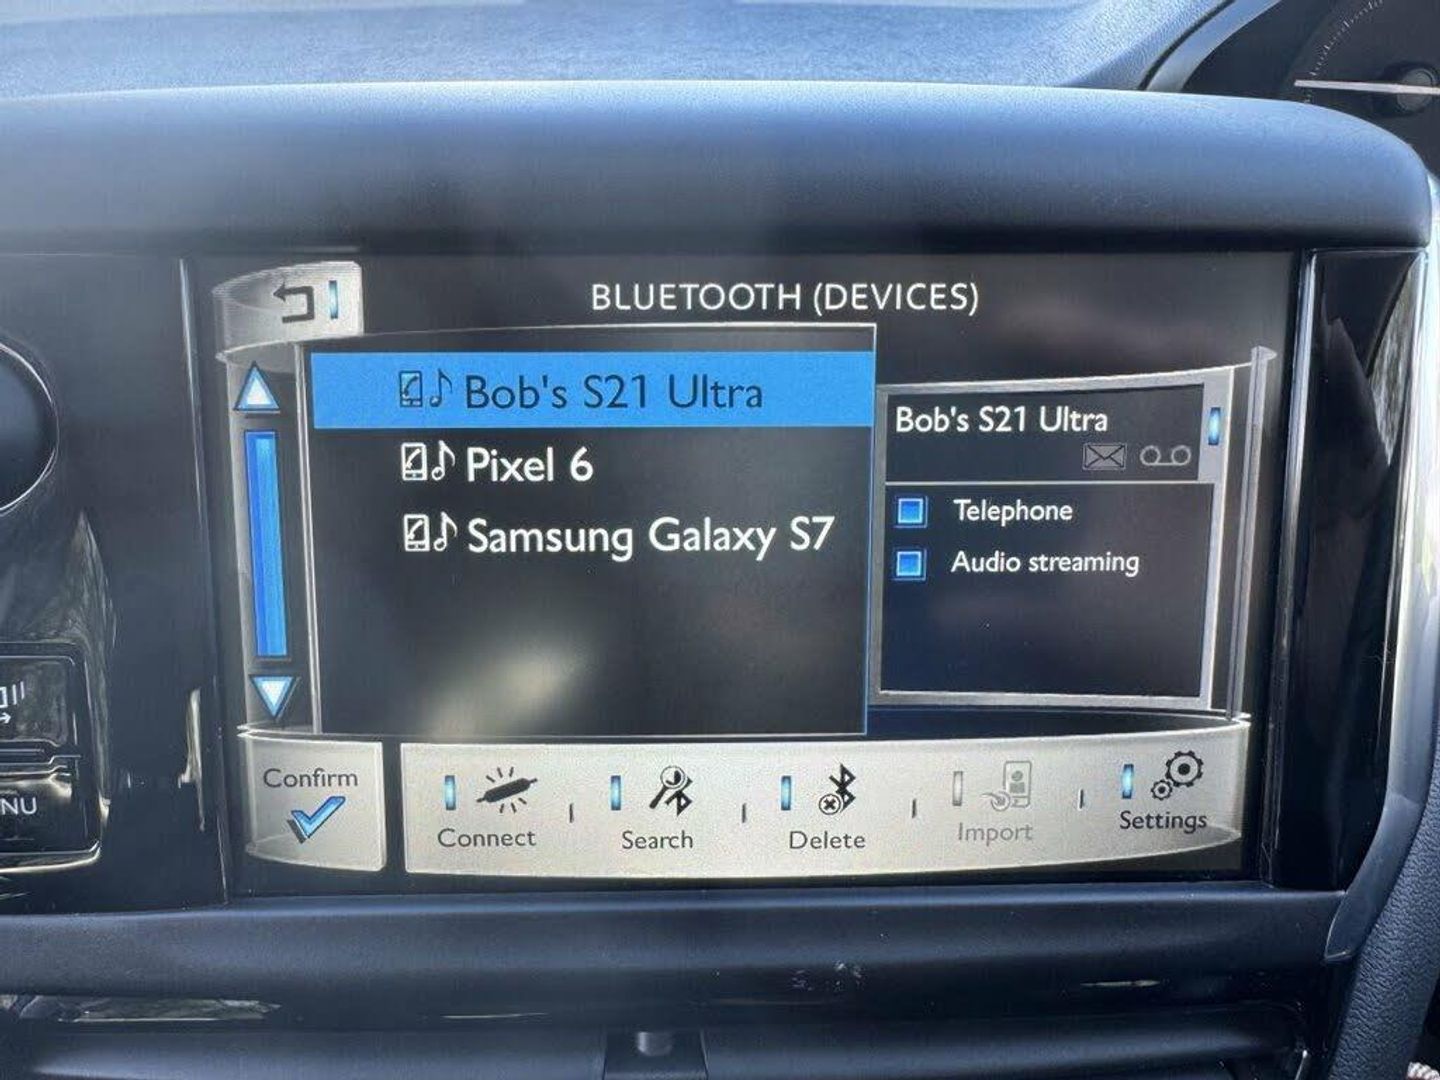 BLUETOOTH (DEVICES)
Bob's S21 Ultra
Pixel 6
Samsung Galaxy S7
Bob's S21 Ultra
Telephone
Audio streaming
Confirm
Connect
Search
Delete
Import
Settings
NU